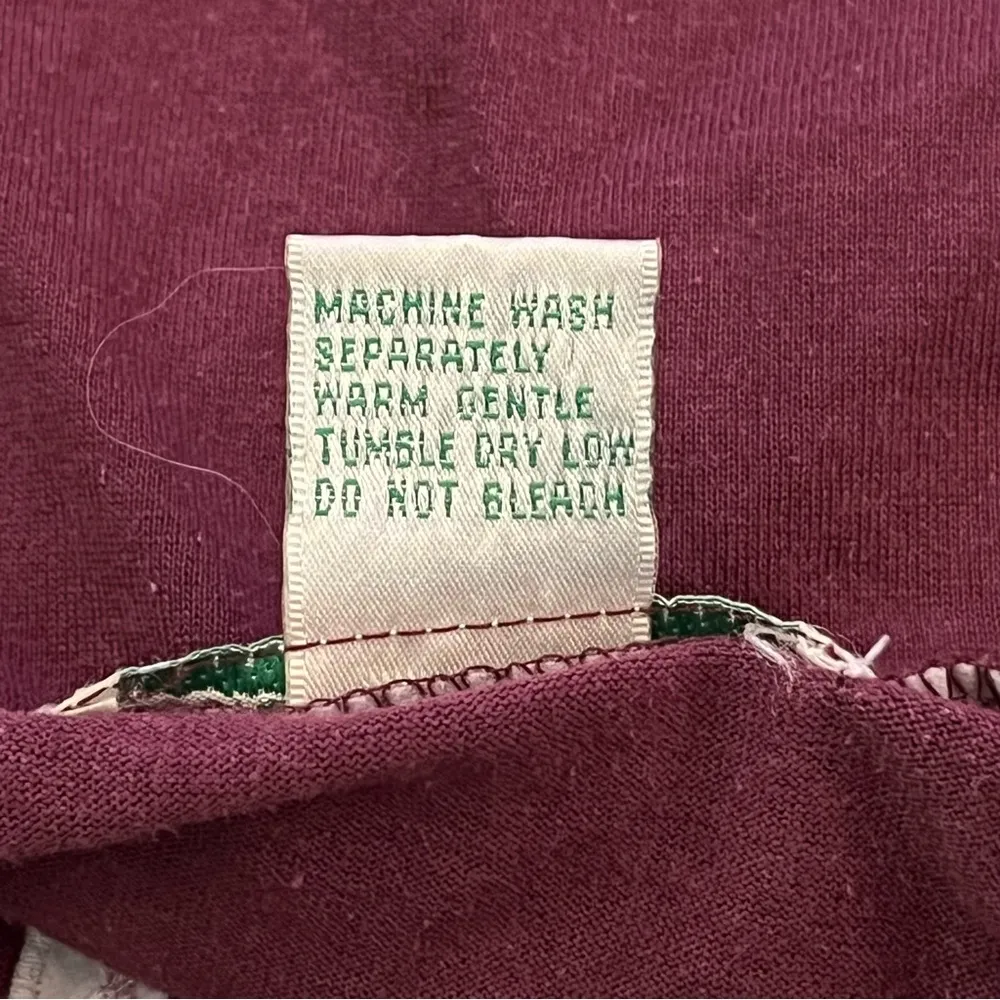 MACHINE WASH
SEPARATELY
WARM GENTLE
TUMBLE DRY LOW
DO NOT BLEACH